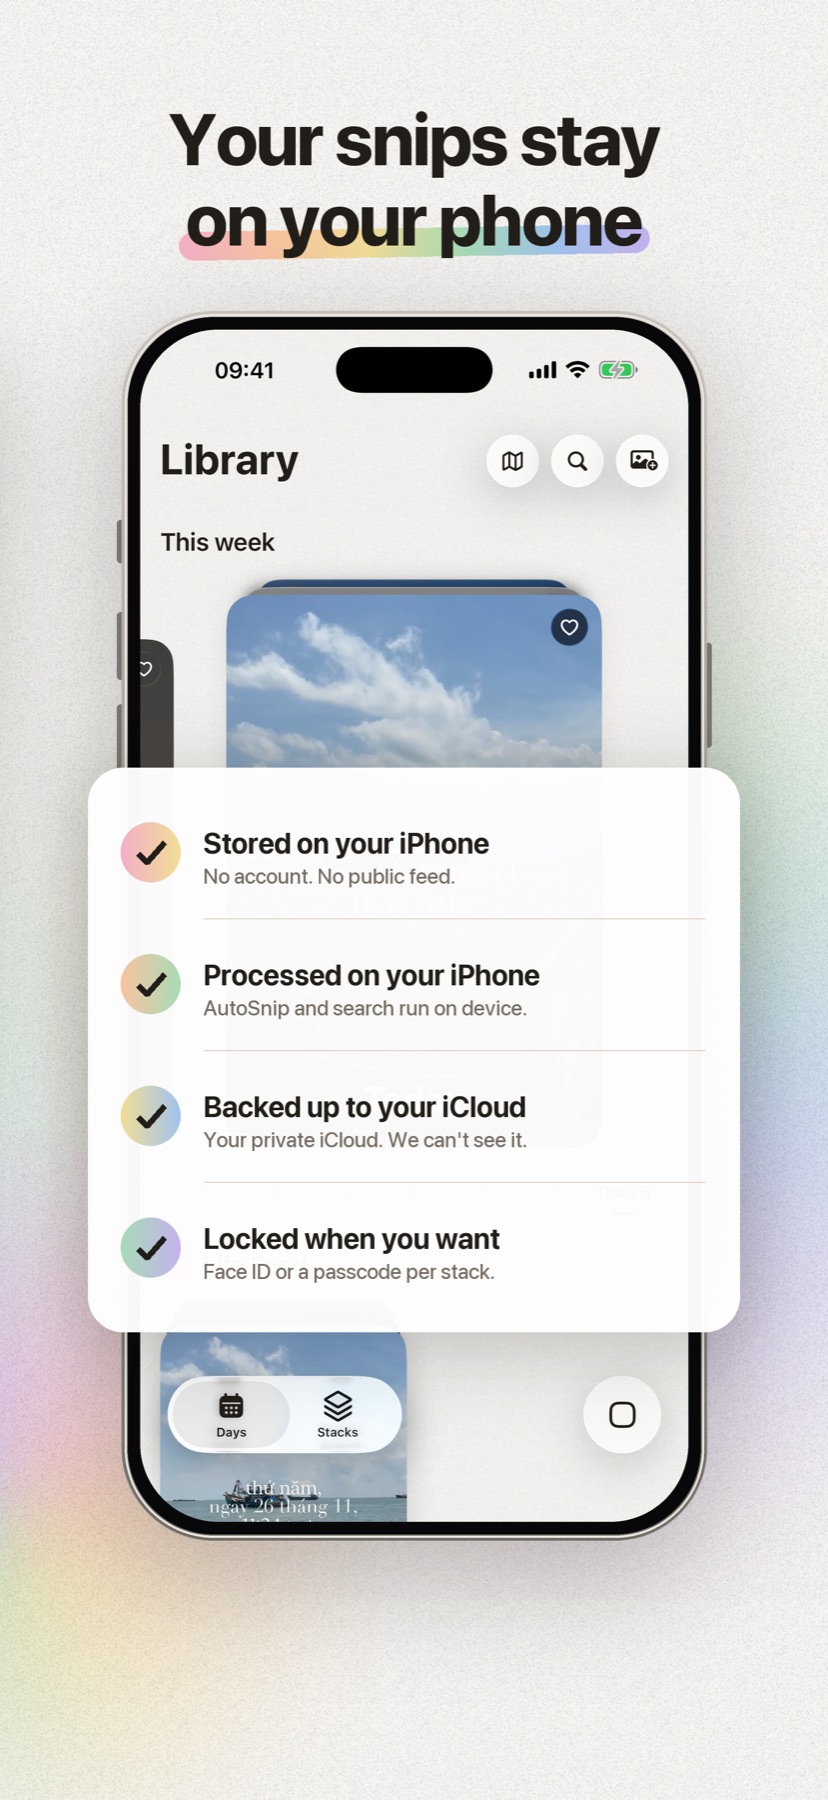 Your snips stay
on your phone
09:41
Library
This week
Stored on your iPhone
No account. No public feed.
Processed on your iPhone
AutoSnip and search run on device.
Backed up to your iCloud
Your private iCloud. We can't see it.
Locked when you want
Face ID or a passcode per stack.
Days
Stacks
thứ năm,
ngày 26 tháng 11,